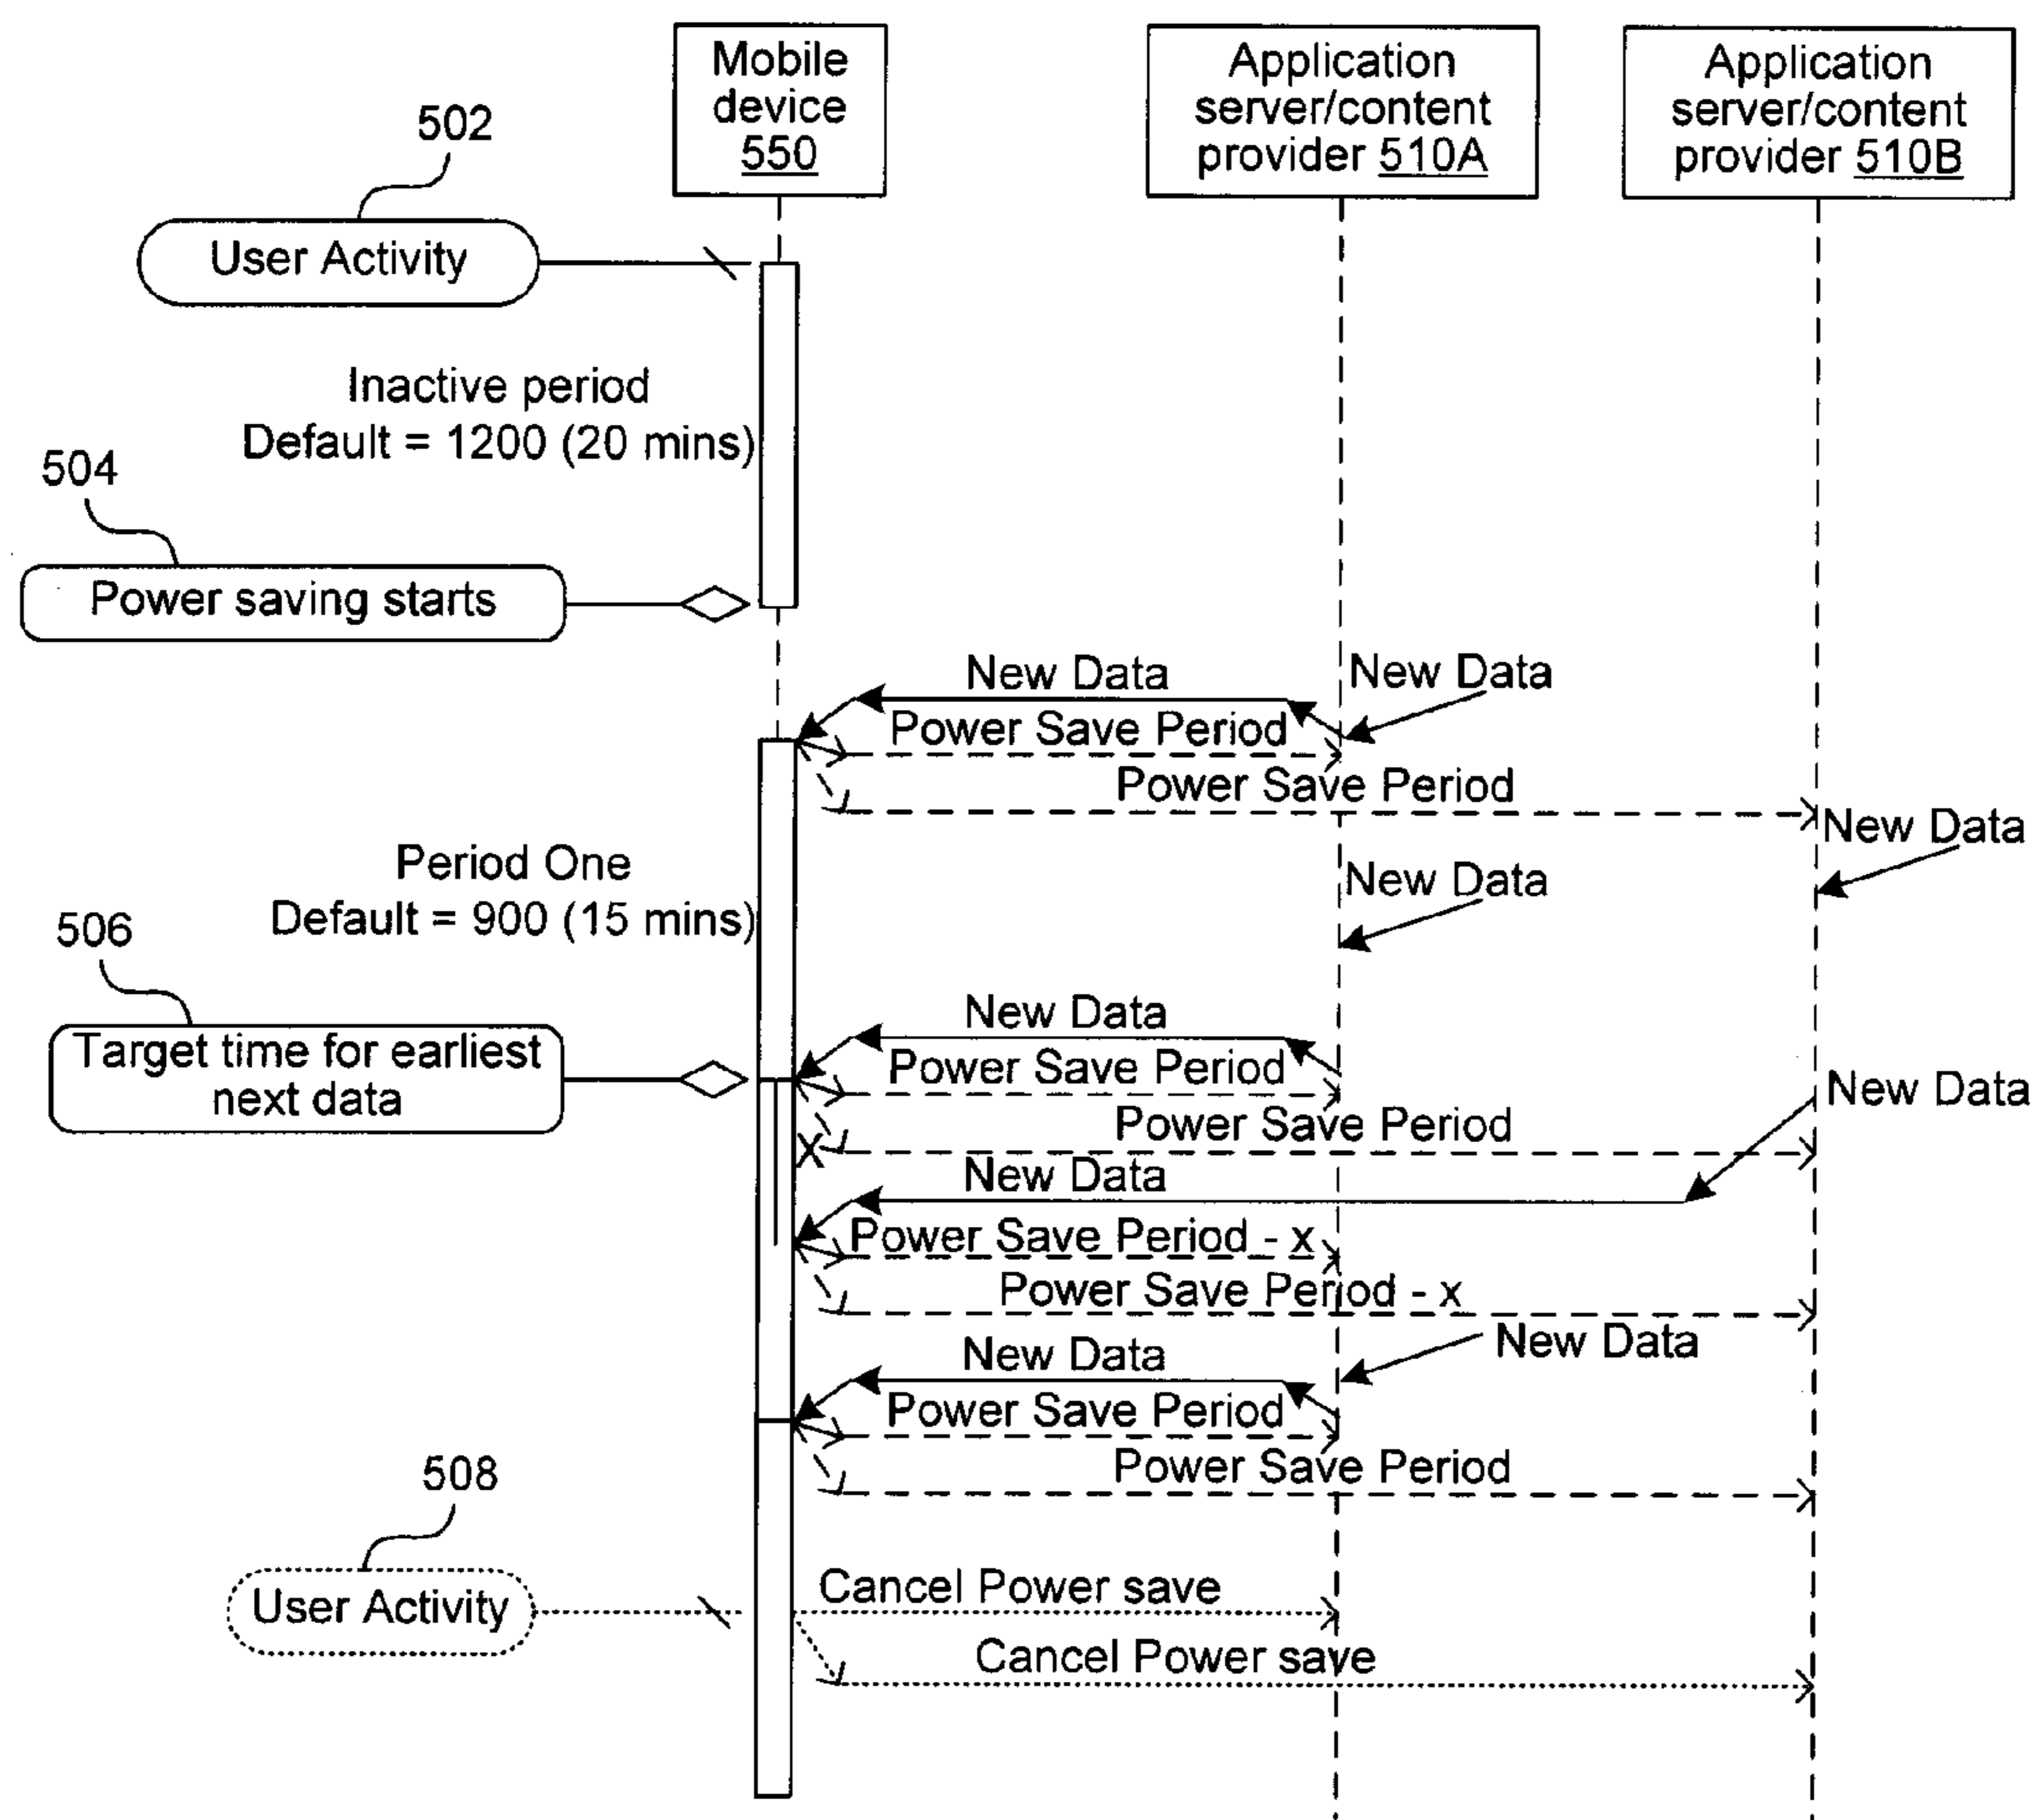 Mobile
device
550
Application
server/content
provider 510A
Application
server/content
provider 510B
502
User Activity
Inactive period
Default = 1200 (20 mins)
504
Power saving starts
New Data
New Data
Power Save Period
Power Save Period
New Data
Period One
Default = 900 (15 mins)
New Data
506
Target time for earliest
next data
New Data
Power Save Period
New Data
Power Save Period
X
New Data
Power Save Period - x
Power Save Period - x
New Data
New Data
Power Save Period
Power Save Period
508
User Activity
Cancel Power save
Cancel Power save